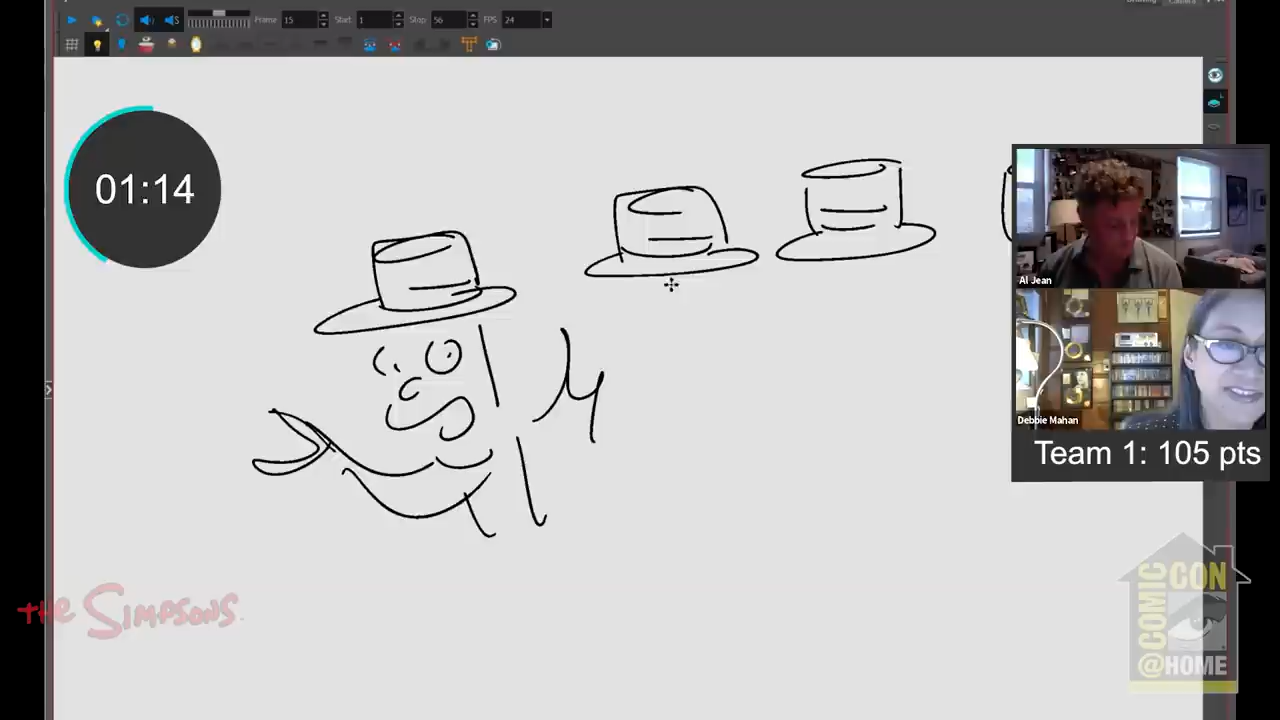 Frame 15 Start: 1 Stop: 56 FPS 24
01:14
Al Jean
Debbie Mahan
Team 1: 105 pts
THE SIMPSONS
COMIC CON
@HOME